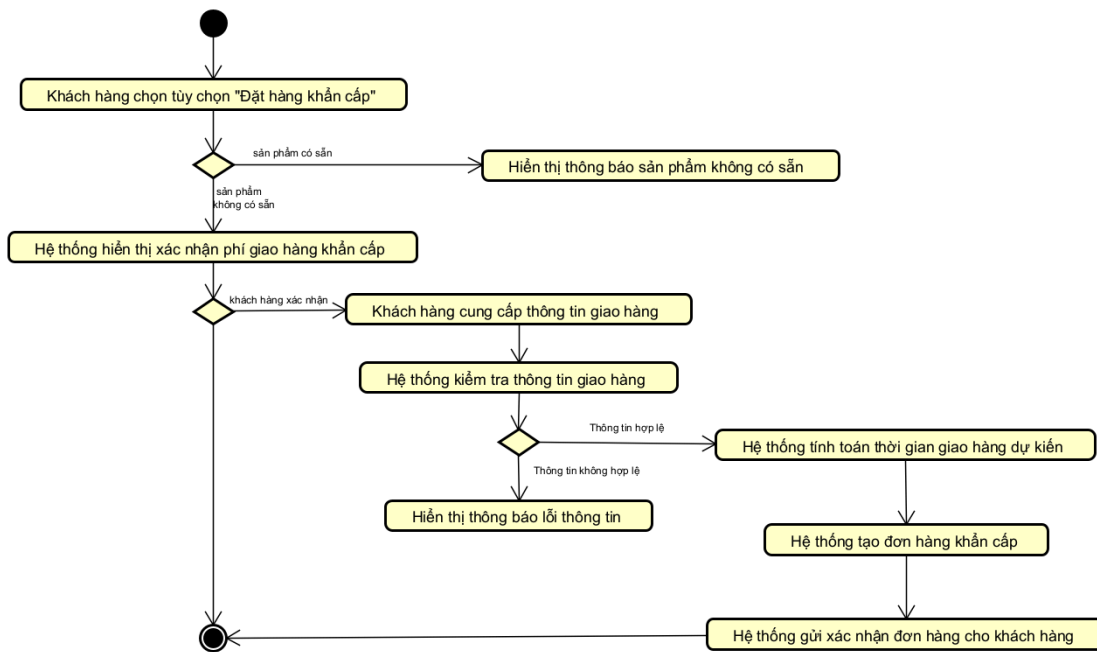 Khách hàng chọn tùy chọn "Đặt hàng khẩn cấp"
sản phẩm có sẵn
Hiển thị thông báo sản phẩm không có sẵn
sản phẩm
không có sẵn
Hệ thống hiển thị xác nhận phí giao hàng khẩn cấp
khách hàng xác nhận
Khách hàng cung cấp thông tin giao hàng
Hệ thống kiểm tra thông tin giao hàng
Thông tin hợp lệ
Hệ thống tính toán thời gian giao hàng dự kiến
Thông tin không hợp lệ
Hiển thị thông báo lỗi thông tin
Hệ thống tạo đơn hàng khẩn cấp
Hệ thống gửi xác nhận đơn hàng cho khách hàng